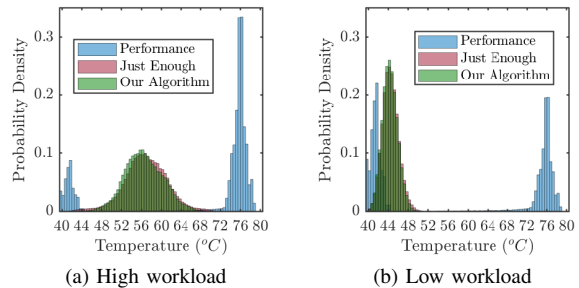 0.3
0.2
0.1
0
Probability Density
Performance
Just Enough
Our Algorithm
40 44 48 52 56 60 64 68 72 76 80
Temperature (°C)
(a) High workload
0.3
0.2
0.1
0
Probability Density
Performance
Just Enough
Our Algorithm
40 44 48 52 56 60 64 68 72 76 80
Temperature (°C)
(b) Low workload